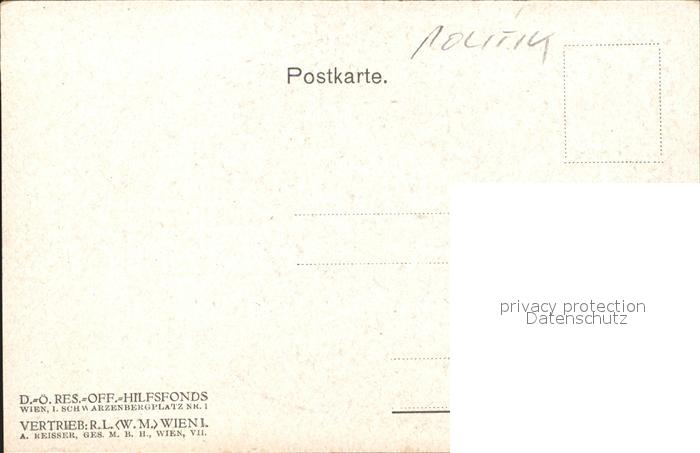 POLITIK
Postkarte.
privacy protection
Datenschutz
D.=Ö. RES.=OFF.=HILFSFONDS
WIEN, I. SCHWARZENBERGPLATZ NR. 1
VERTRIEB: R. L. (W. M.) WIEN I.
A. REISSER, GES. M. B. H., WIEN, VII.